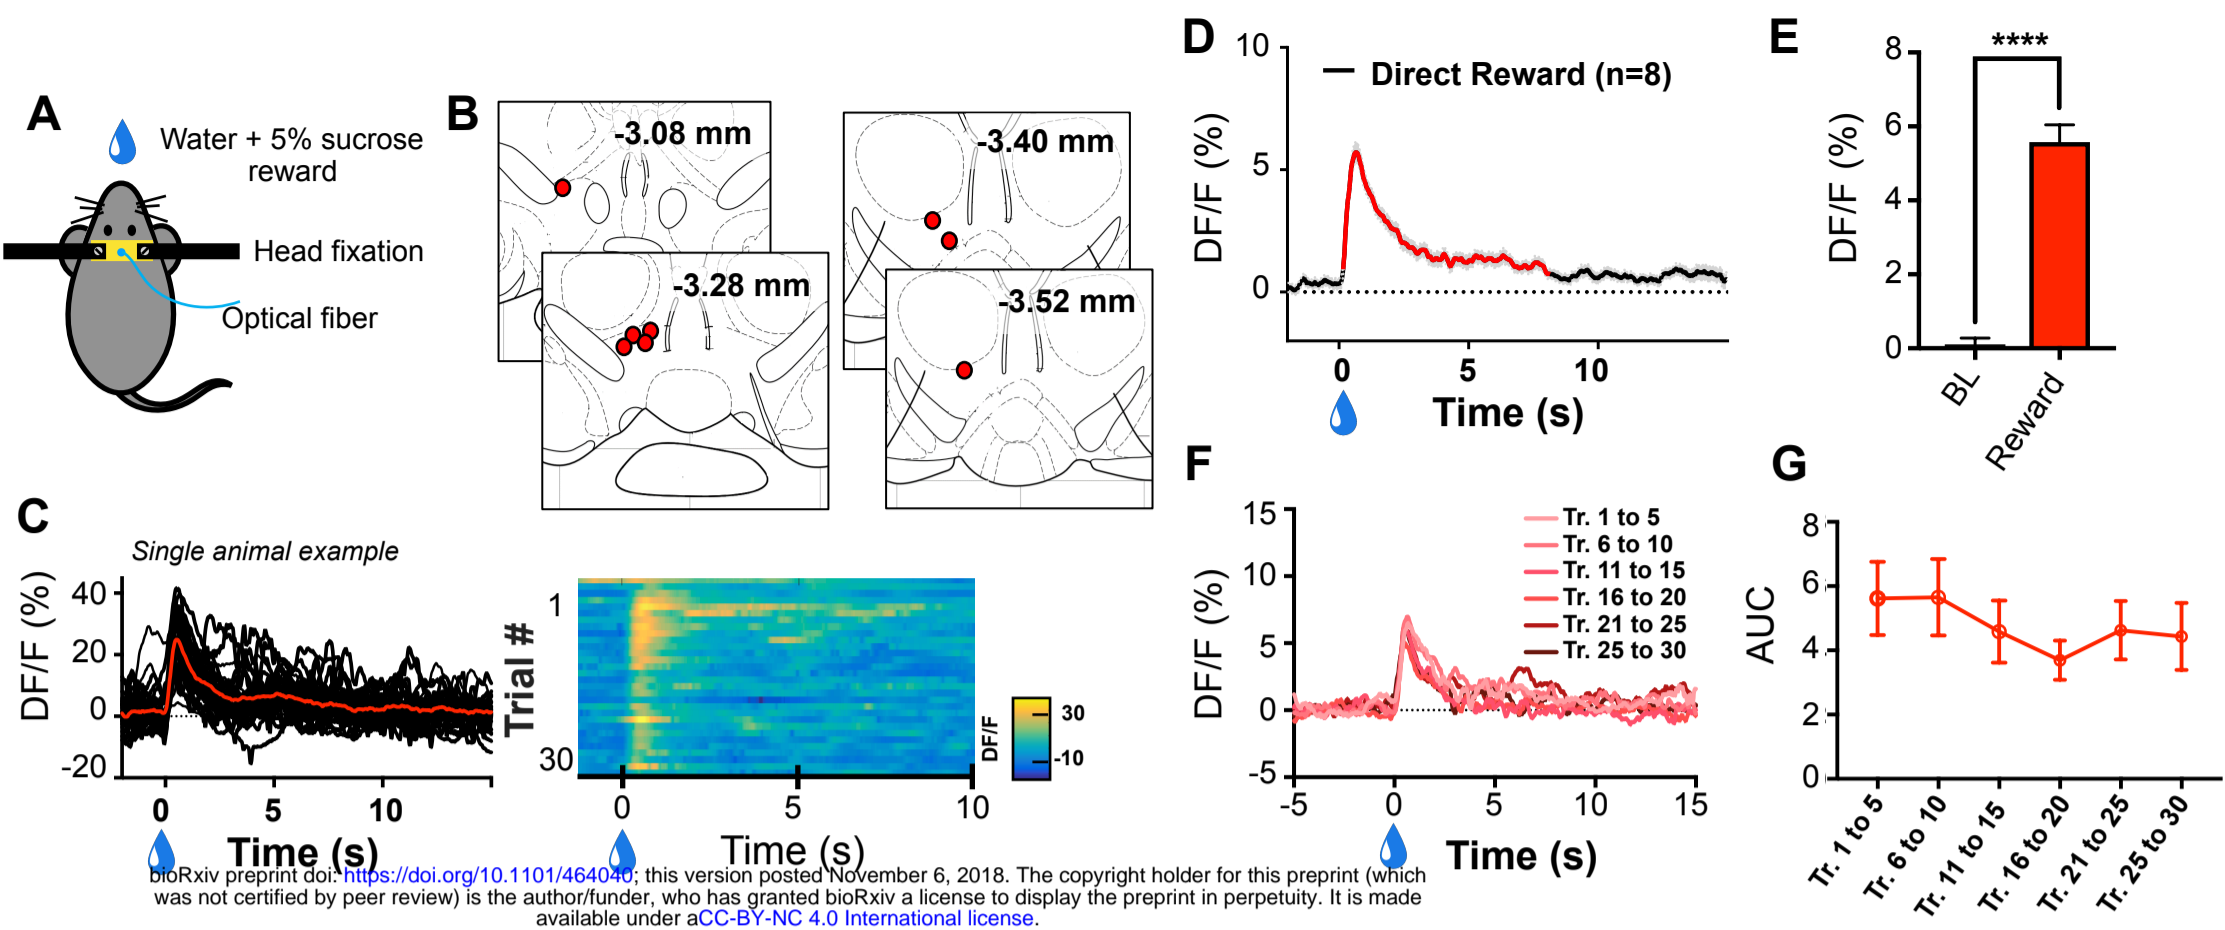 A
Water + 5% sucrose
reward
Head fixation
Optical fiber
B
-3.08 mm
-3.28 mm
-3.40 mm
-3.52 mm
C
Single animal example
DF/F (%)
40
20
0
-20
0 5 10
Time (s)
Trial #
1
30
0 5 10
Time (s)
DF/F
30
-10
D
DF/F (%)
10
5
0
Direct Reward (n=8)
0 5 10
Time (s)
E
DF/F (%)
8
6
4
2
0
****
BL
Reward
F
DF/F (%)
15
10
5
0
-5
Tr. 1 to 5
Tr. 6 to 10
Tr. 11 to 15
Tr. 16 to 20
Tr. 21 to 25
Tr. 25 to 30
-5 0 5 10 15
Time (s)
G
AUC
8
6
4
2
0
Tr. 1 to 5
Tr. 6 to 10
Tr. 11 to 15
Tr. 16 to 20
Tr. 21 to 25
Tr. 25 to 30
bioRxiv preprint doi: https://doi.org/10.1101/464040; this version posted November 6, 2018. The copyright holder for this preprint (which
was not certified by peer review) is the author/funder, who has granted bioRxiv a license to display the preprint in perpetuity. It is made
available under aCC-BY-NC 4.0 International license.